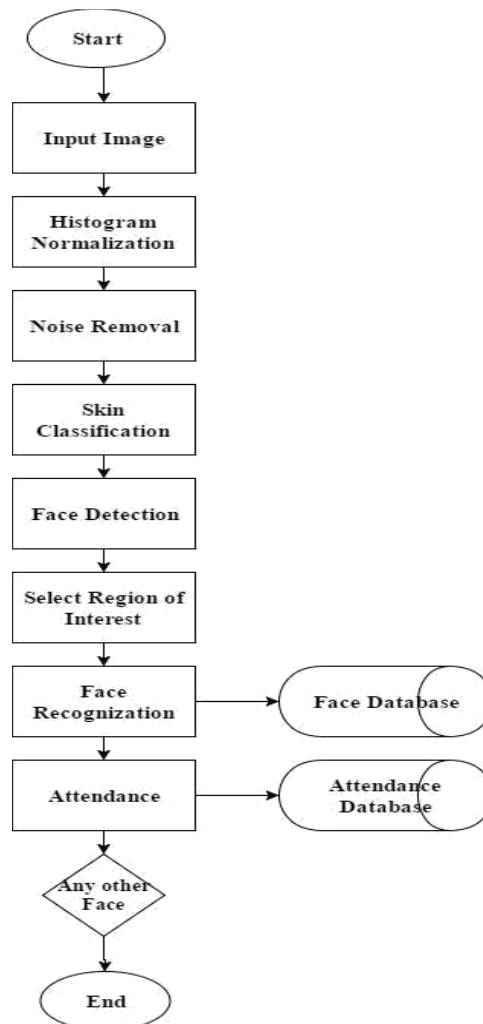 Start
Input Image
Histogram
Normalization
Noise Removal
Skin
Classification
Face Detection
Select Region of
Interest
Face
Recognization
Face Database
Attendance
Attendance
Database
Any other
Face
End